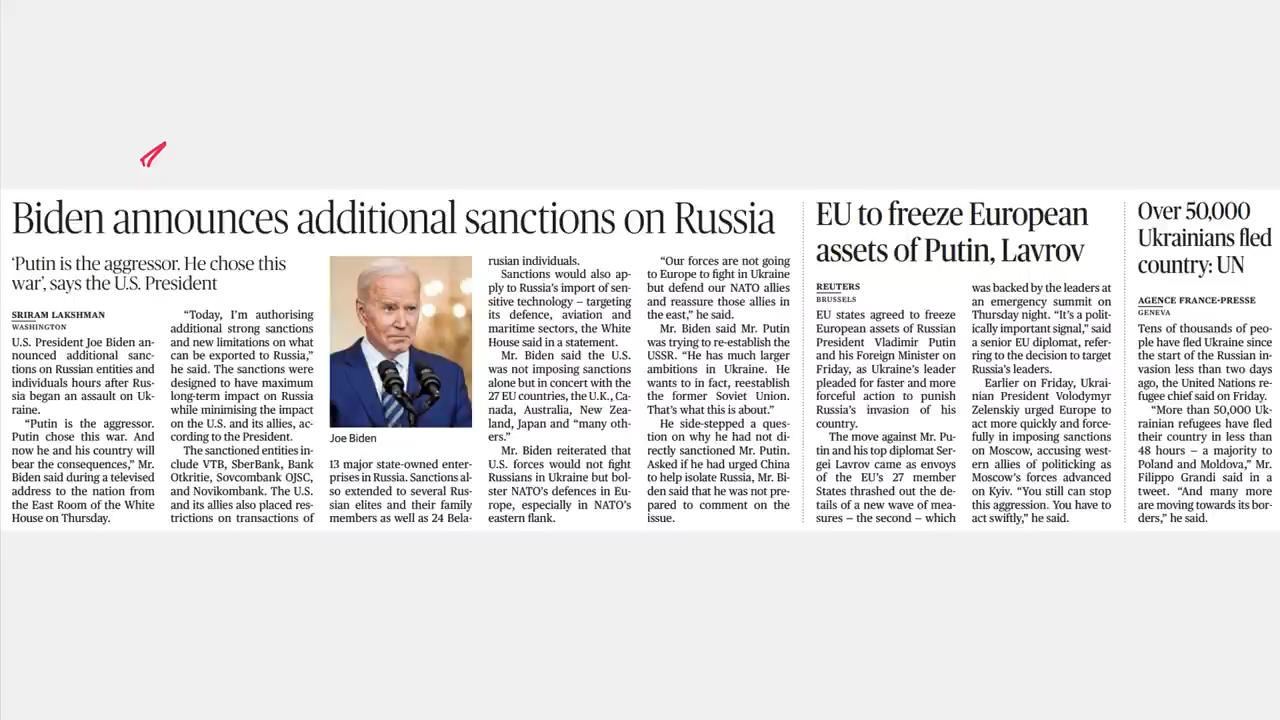 Biden announces additional sanctions on Russia
‘Putin is the aggressor. He chose this
war’, says the U.S. President
SRIRAM LAKSHMAN
WASHINGTON
U.S. President Joe Biden an-
nounced additional sanc-
tions on Russian entities and
individuals hours after Rus-
sia began an assault on Uk-
raine.
“Putin is the aggressor.
Putin chose this war. And
now he and his country will
bear the consequences,” Mr.
Biden said during a televised
address to the nation from
the East Room of the White
House on Thursday.
“Today, I’m authorising
additional strong sanctions
and new limitations on what
can be exported to Russia,”
he said. The sanctions were
designed to have maximum
long-term impact on Russia
while minimising the impact
on the U.S. and its allies, ac-
cording to the President.
The sanctioned entities in-
clude VTB, SberBank, Bank
Otkritie, Sovcombank OJSC,
and Novikombank. The U.S.
and its allies also placed res-
trictions on transactions of
Joe Biden
13 major state-owned enter-
prises in Russia. Sanctions al-
so extended to several Rus-
sian elites and their family
members as well as 24 Bela-
rusian individuals.
Sanctions would also ap-
ply to Russia’s import of sen-
sitive technology – targeting
its defence, aviation and
maritime sectors, the White
House said in a statement.
Mr. Biden said the U.S.
was not imposing sanctions
alone but in concert with the
27 EU countries, the U.K., Ca-
nada, Australia, New Zea-
land, Japan and “many oth-
ers.”
Mr. Biden reiterated that
U.S. forces would not fight
Russians in Ukraine but bol-
ster NATO’s defences in Eu-
rope, especially in NATO’s
eastern flank.
“Our forces are not going
to Europe to fight in Ukraine
but defend our NATO allies
and reassure those allies in
the east,” he said.
Mr. Biden said Mr. Putin
was trying to re-establish the
USSR. “He has much larger
ambitions in Ukraine. He
wants to in fact, reestablish
the former Soviet Union.
That’s what this is about.”
He side-stepped a ques-
tion on why he had not di-
rectly sanctioned Mr. Putin.
Asked if he had urged China
to help isolate Russia, Mr. Bi-
den said that he was not pre-
pared to comment on the
issue.
EU to freeze European
assets of Putin, Lavrov
REUTERS
BRUSSELS
EU states agreed to freeze
European assets of Russian
President Vladimir Putin
and his Foreign Minister on
Friday, as Ukraine’s leader
pleaded for faster and more
forceful action to punish
Russia’s invasion of his
country.
The move against Mr. Pu-
tin and his top diplomat Ser-
gei Lavrov came as envoys
of the EU’s 27 member
States thrashed out the de-
tails of a new wave of mea-
sures – the second – which
was backed by the leaders at
an emergency summit on
Thursday night. “It’s a polit-
ically important signal,” said
a senior EU diplomat, refer-
ring to the decision to target
Russia’s leaders.
Earlier on Friday, Ukrai-
nian President Volodymyr
Zelenskiy urged Europe to
act more quickly and force-
fully in imposing sanctions
on Moscow, accusing west-
ern allies of politicking as
Moscow’s forces advanced
on Kyiv. “You still can stop
this aggression. You have to
act swiftly,” he said.
Over 50,000
Ukrainians fled
country: UN
AGENCE FRANCE-PRESSE
GENEVA
Tens of thousands of peo-
ple have fled Ukraine since
the start of the Russian in-
vasion less than two days
ago, the United Nations re-
fugee chief said on Friday.
“More than 50,000 Uk-
rainian refugees have fled
their country in less than
48 hours – a majority to
Poland and Moldova,” Mr.
Filippo Grandi said in a
tweet. “And many more
are moving towards its bor-
ders,” he said.